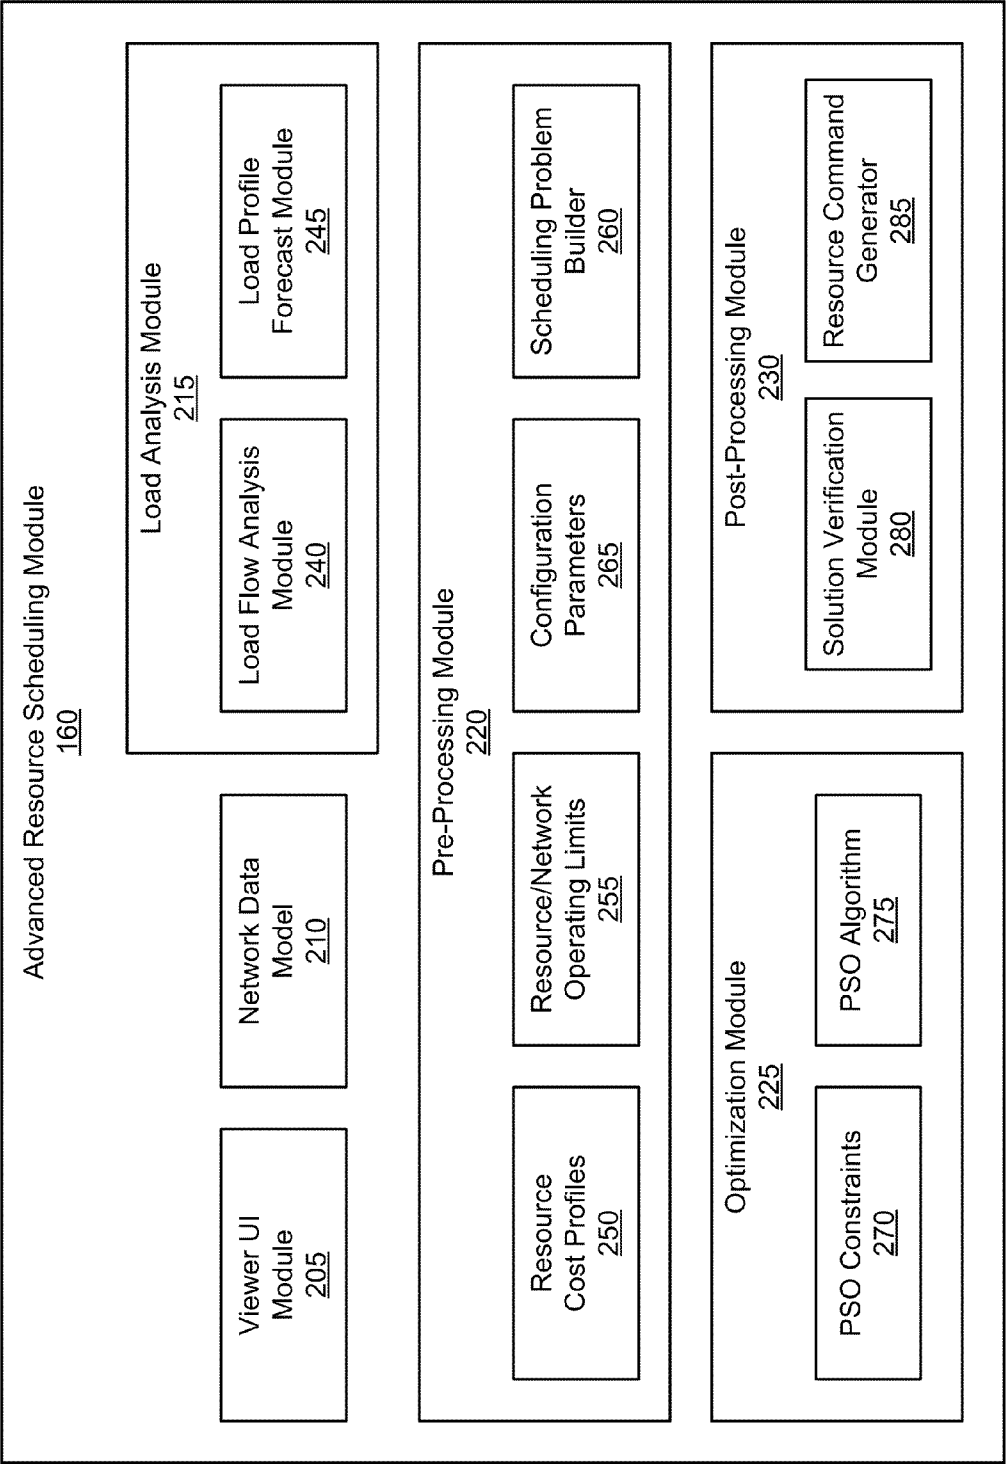 Advanced Resource Scheduling Module
160
Viewer UI
Module
205
Network Data
Model
210
Load Analysis Module
215
Load Flow Analysis
Module
240
Load Profile
Forecast Module
245
Pre-Processing Module
220
Resource
Cost Profiles
250
Resource/Network
Operating Limits
255
Configuration
Parameters
265
Scheduling Problem
Builder
260
Optimization Module
225
PSO Constraints
270
PSO Algorithm
275
Post-Processing Module
230
Solution Verification
Module
280
Resource Command
Generator
285